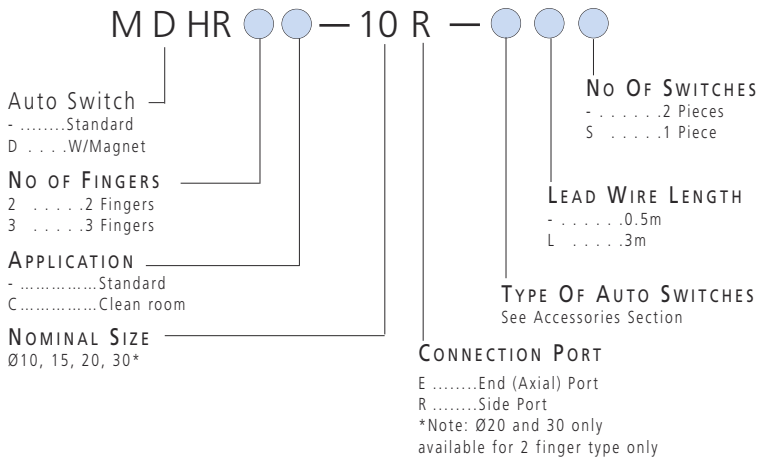 M D HR – 10 R –
Auto Switch
- ........Standard
D . . . .W/Magnet
NO OF FINGERS
2 . . . . .2 Fingers
3 . . . . .3 Fingers
APPLICATION
- ...............Standard
C...............Clean room
NOMINAL SIZE
Ø10, 15, 20, 30*
NO OF SWITCHES
- . . . . . .2 Pieces
S . . . . .1 Piece
LEAD WIRE LENGTH
- . . . . . .0.5m
L . . . . .3m
TYPE OF AUTO SWITCHES
See Accessories Section
CONNECTION PORT
E ........End (Axial) Port
R ........Side Port
*Note: Ø20 and 30 only
available for 2 finger type only